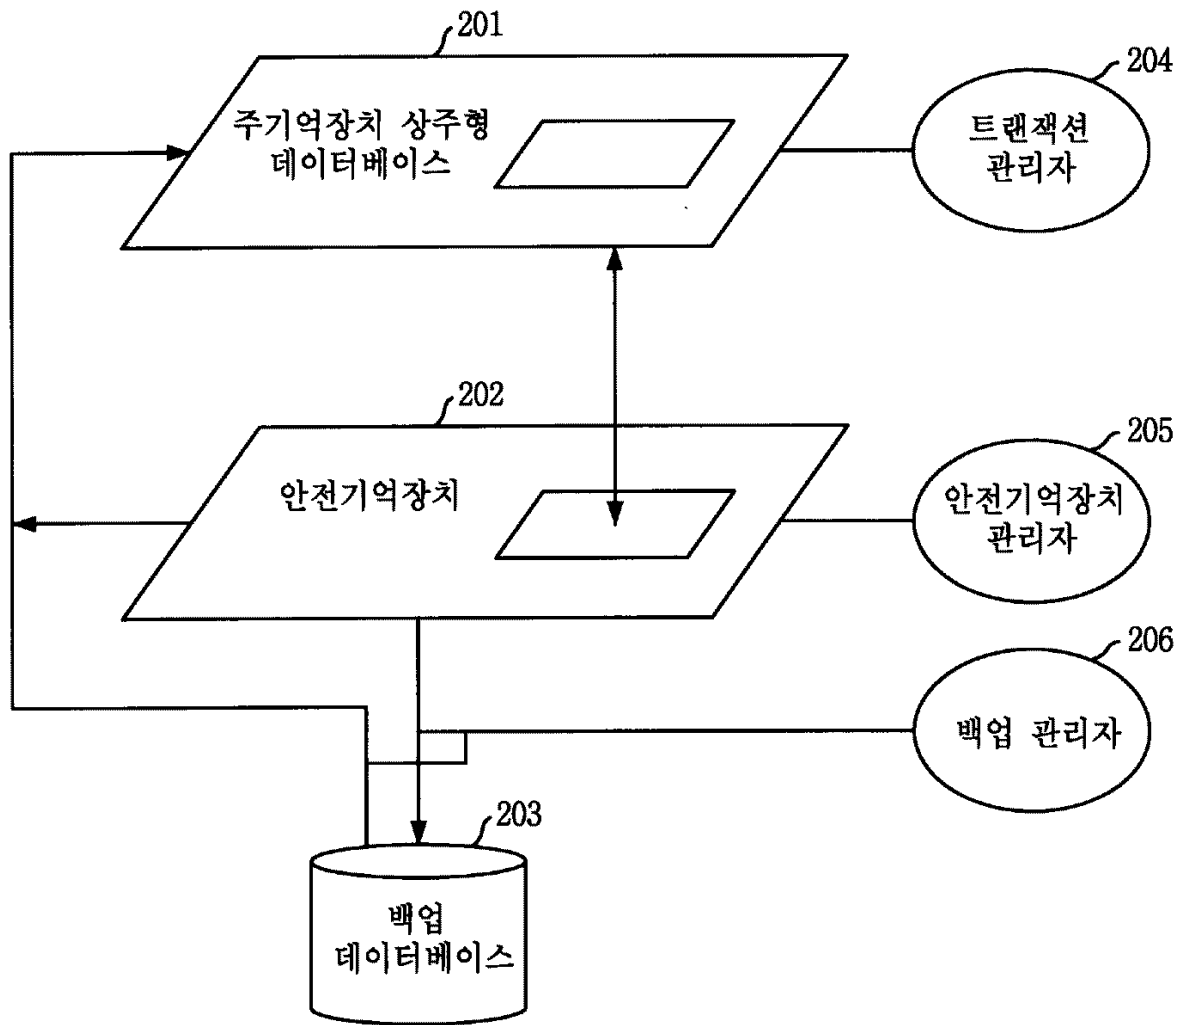 201
주기억장치 상주형
데이터베이스
204
트랜잭션
관리자
202
안전기억장치
205
안전기억장치
관리자
206
백업 관리자
203
백업
데이터베이스